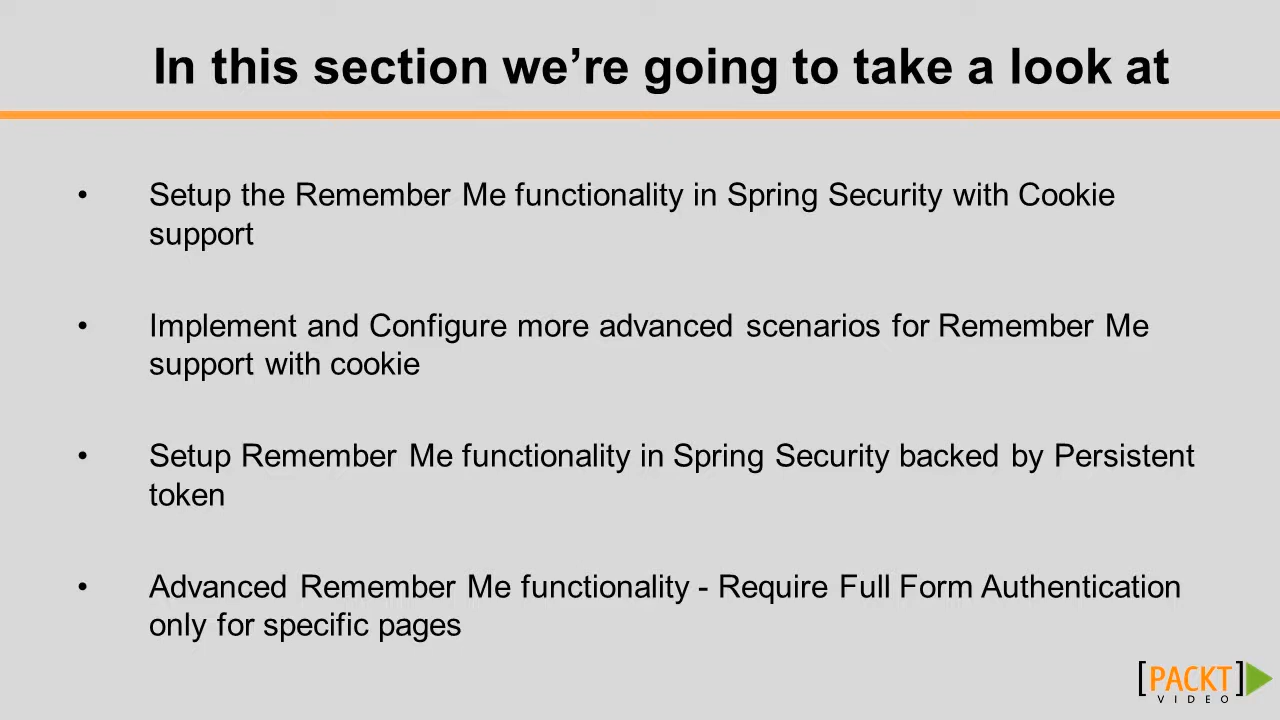 In this section we’re going to take a look at
• Setup the Remember Me functionality in Spring Security with Cookie
support
• Implement and Configure more advanced scenarios for Remember Me
support with cookie
• Setup Remember Me functionality in Spring Security backed by Persistent
token
• Advanced Remember Me functionality - Require Full Form Authentication
only for specific pages
[PACKT]
VIDEO